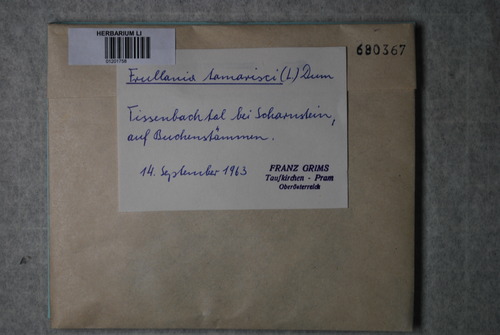 HERBARIUM LI
680367
Frullania tamarisci (L.) Dum
Tissenbachtal bei Scharnstein,
auf Buchenstämmen.
14. September 1963
FRANZ GRIMS
Taufkirchen - Pram
Oberösterreich